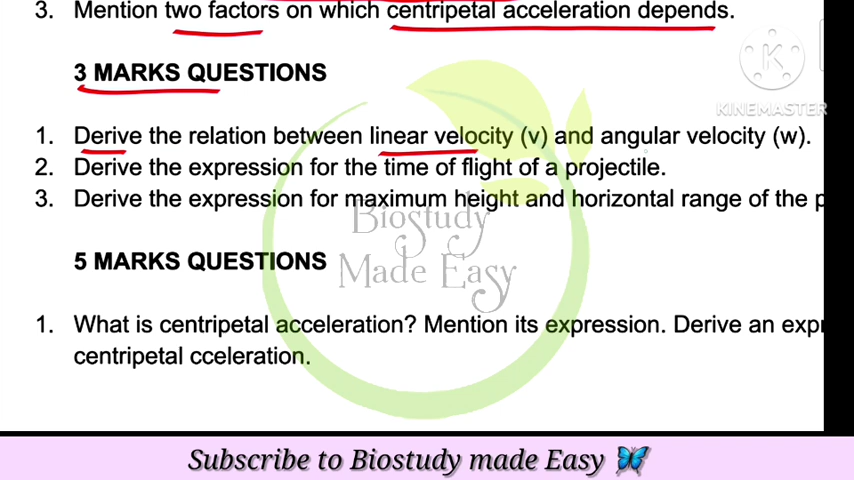 3. Mention two factors on which centripetal acceleration depends.
3 MARKS QUESTIONS
KINEMASTER
1. Derive the relation between linear velocity (v) and angular velocity (w).
2. Derive the expression for the time of flight of a projectile.
3. Derive the expression for maximum height and horizontal range of the p
Biostudy
Made Easy
5 MARKS QUESTIONS
1. What is centripetal acceleration? Mention its expression. Derive an exp
centripetal cceleration.
Subscribe to Biostudy made Easy 🦋